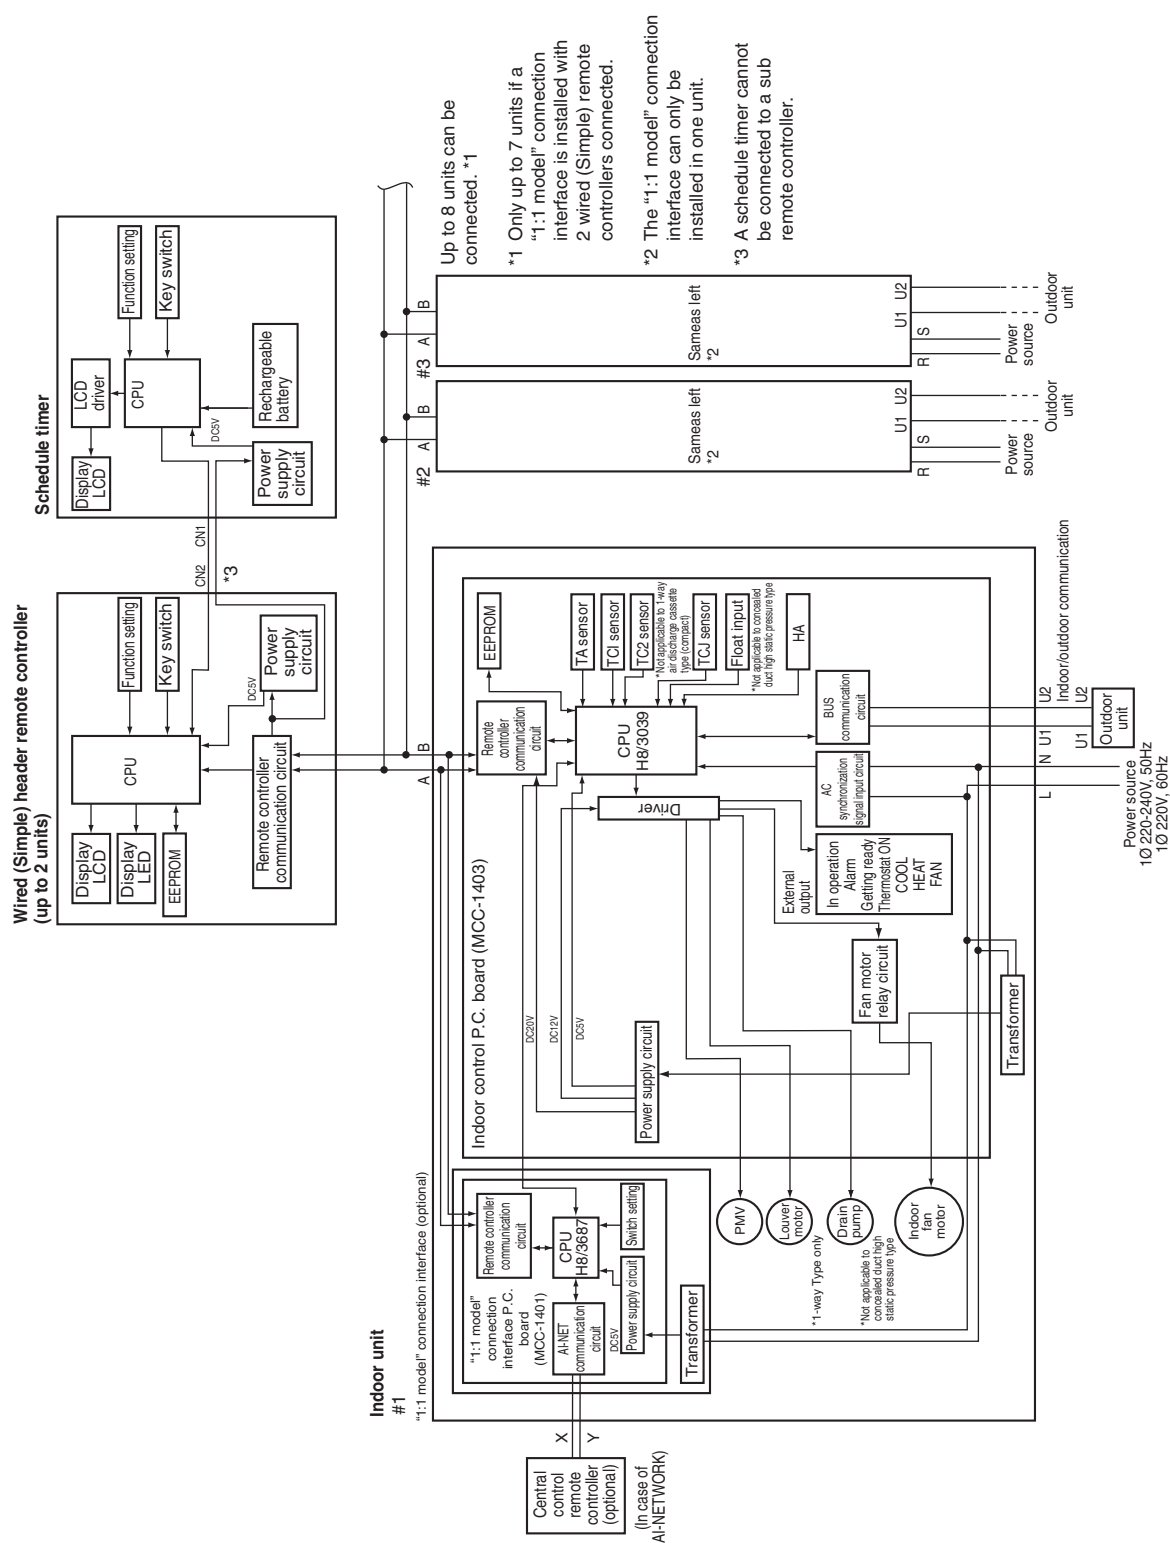 Wired (Simple) header remote controller
(up to 2 units)
Display
LCD
Display
LED
EEPROM
CPU
Function setting
Key switch
Remote controller
communication circuit
DC5V
Power
supply
circuit
CN2
CN1
*3
Schedule timer
Display
LCD
LCD
driver
CPU
Function setting
Key switch
DC5V
Power
supply
circuit
Rechargeable
battery
Indoor unit
#1
"1:1 model" connection interface (optional)
"1:1 model"
connection
interface P.C.
board
(MCC-1401)
Remote controller
communication
circuit
CPU
H8/3687
AI-NET
communication
circuit
Switch setting
DC5V
Power supply circuit
Transformer
X
Y
Central
control
remote
controller
(optional)
(In case of
AI-NETWORK)
Indoor control P.C. board (MCC-1403)
DC20V
DC12V
DC5V
Power supply circuit
A
B
Remote
controller
communication
circuit
EEPROM
CPU
H8/3039
TA sensor
TCI sensor
TC2 sensor
*Not applicable to 1-way
air discharge cassette
type (compact)
TCJ sensor
Float input
*Not applicable to concealed
duct high static pressure type
HA
Driver
AC
synchronization
signal input circuit
BUS
communication
circuit
External
output
In operation
Alarm
Getting ready
Thermostat ON
COOL
HEAT
FAN
Fan motor
relay circuit
Transformer
PMV
Louver
motor
*1-way Type only
Drain
pump
*Not applicable to
concealed duct high
static pressure type
Indoor
fan
motor
L
N
U1
U2
Indoor/outdoor communication
U1
U2
Outdoor
unit
Power source
1Ø 220-240V, 50Hz
1Ø 220V, 60Hz
#2
A
B
Sameas left
*2
R
S
U1
U2
Power
source
Outdoor
unit
#3
A
B
Sameas left
*2
R
S
U1
U2
Power
source
Outdoor
unit
Up to 8 units can be
connected. *1
*1 Only up to 7 units if a
"1:1 model" connection
interface is installed with
2 wired (Simple) remote
controllers connected.
*2 The "1:1 model" connection
interface can only be
installed in one unit.
*3 A schedule timer cannot
be connected to a sub
remote controller.